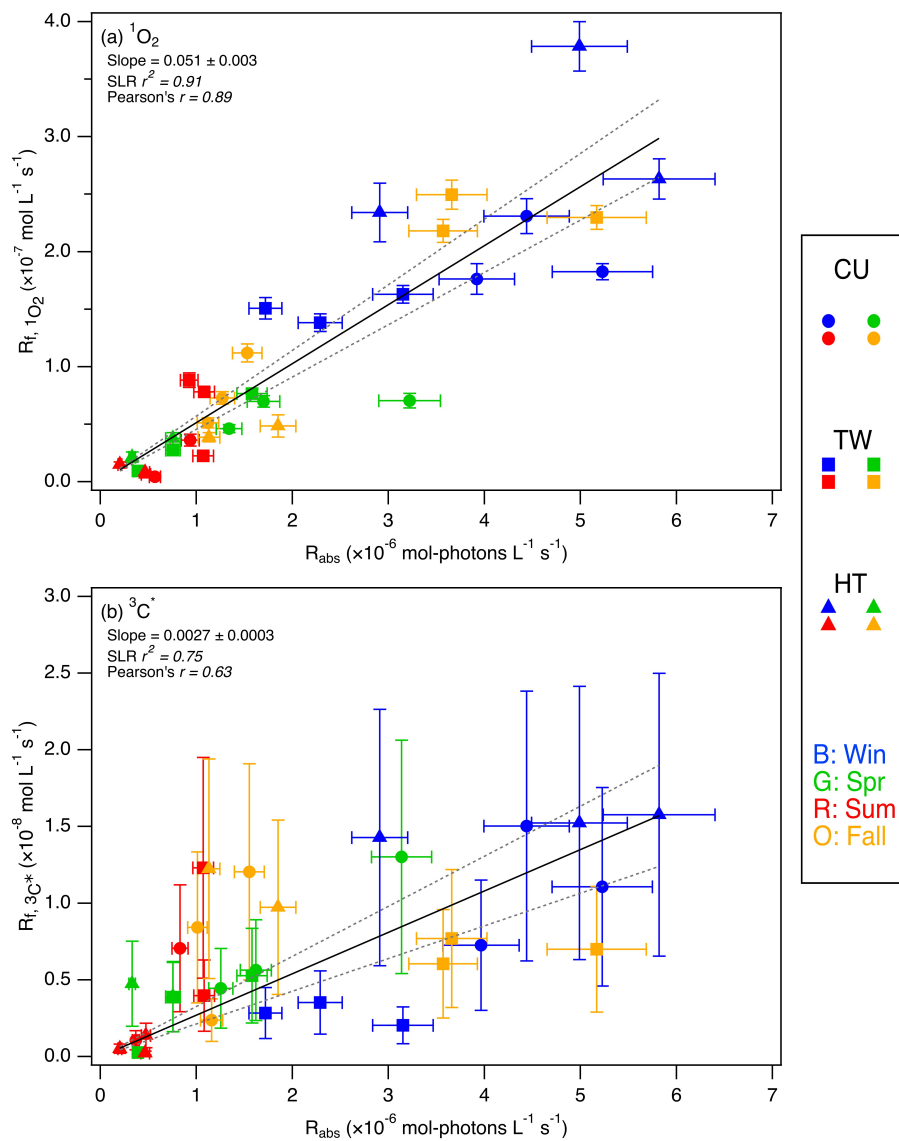 (a) ¹O₂
Slope = 0.051 ± 0.003
SLR r² = 0.91
Pearson's r = 0.89
4.0
3.0
2.0
1.0
0.0
R_f, ¹O₂ (×10⁻⁷ mol L⁻¹ s⁻¹)
0 1 2 3 4 5 6 7
R_abs (×10⁻⁶ mol-photons L⁻¹ s⁻¹)
(b) ³C*
Slope = 0.0027 ± 0.0003
SLR r² = 0.75
Pearson's r = 0.63
3.0
2.5
2.0
1.5
1.0
0.5
0.0
R_f, ³C* (×10⁻⁸ mol L⁻¹ s⁻¹)
0 1 2 3 4 5 6 7
R_abs (×10⁻⁶ mol-photons L⁻¹ s⁻¹)
CU
TW
HT
B: Win
G: Spr
R: Sum
O: Fall